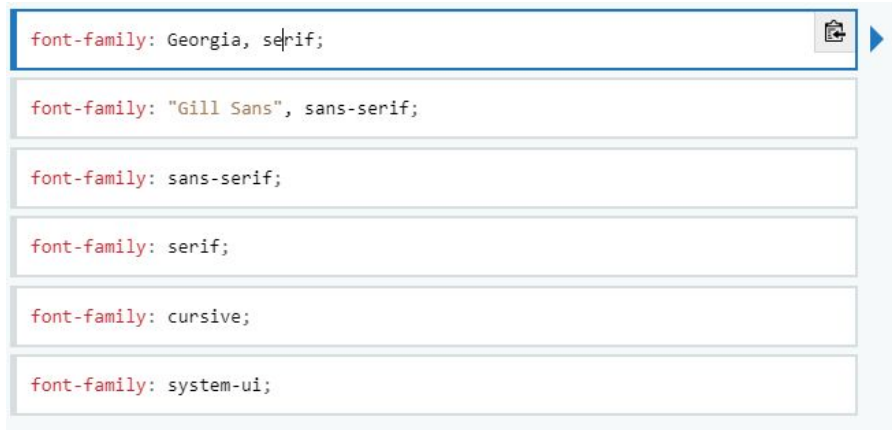 font-family: Georgia, serif;
font-family: "Gill Sans", sans-serif;
font-family: sans-serif;
font-family: serif;
font-family: cursive;
font-family: system-ui;